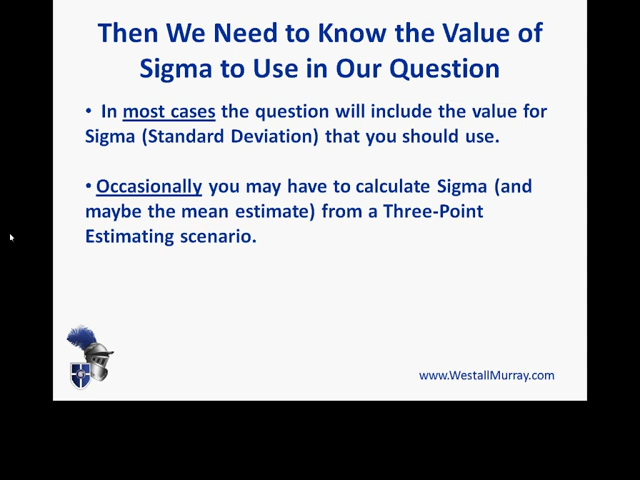 Then We Need to Know the Value of
Sigma to Use in Our Question
• In most cases the question will include the value for
Sigma (Standard Deviation) that you should use.
• Occasionally you may have to calculate Sigma (and
maybe the mean estimate) from a Three-Point
Estimating scenario.
www.WestallMurray.com